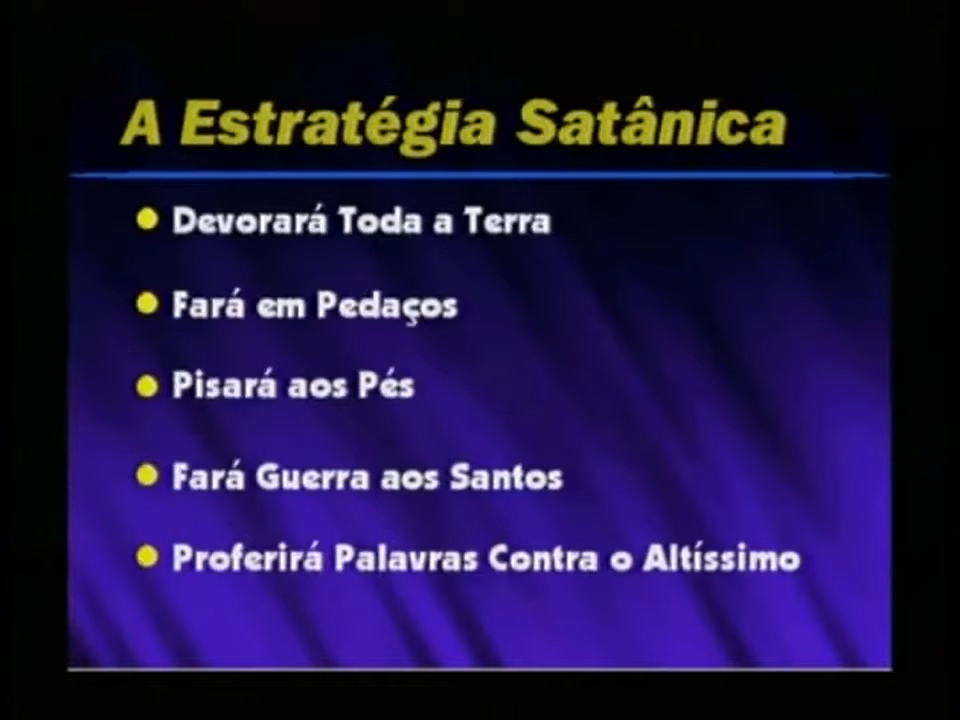 A Estratégia Satânica
Devorará Toda a Terra
Fará em Pedaços
Pisará aos Pés
Fará Guerra aos Santos
Proferirá Palavras Contra o Altíssimo